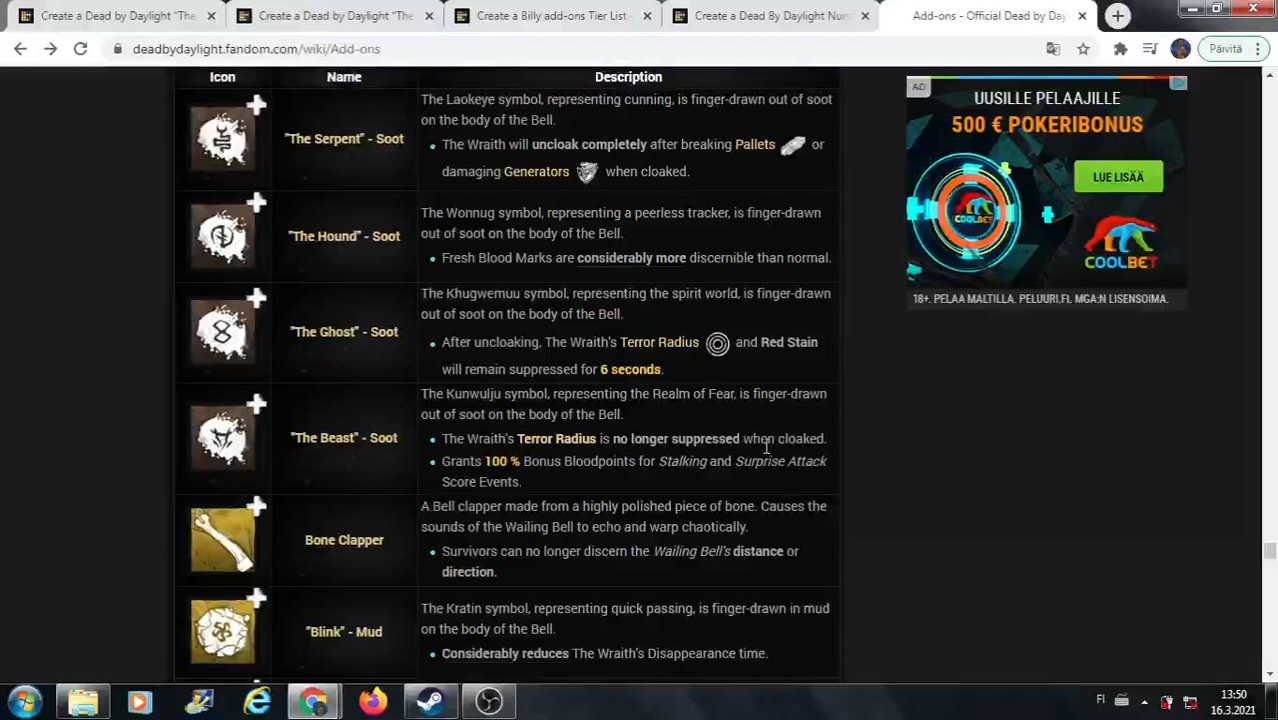 Create a Dead by Daylight "The
Create a Dead by Daylight "The
Create a Billy add-ons Tier List -
Create a Dead By Daylight Nurs
Add-ons - Official Dead by Day
deadbydaylight.fandom.com/wiki/Add-ons
Päivitä
Icon
Name
Description
"The Serpent" - Soot
The Laokeye symbol, representing cunning, is finger-drawn out of soot
on the body of the Bell.
The Wraith will uncloak completely after breaking Pallets or
damaging Generators when cloaked.
"The Hound" - Soot
The Wonnug symbol, representing a peerless tracker, is finger-drawn
out of soot on the body of the Bell.
Fresh Blood Marks are considerably more discernible than normal.
"The Ghost" - Soot
The Khugwemuu symbol, representing the spirit world, is finger-drawn
out of soot on the body of the Bell.
After uncloaking, The Wraith's Terror Radius and Red Stain
will remain suppressed for 6 seconds.
"The Beast" - Soot
The Kunwulju symbol, representing the Realm of Fear, is finger-drawn
out of soot on the body of the Bell.
The Wraith's Terror Radius is no longer suppressed when cloaked.
Grants 100 % Bonus Bloodpoints for Stalking and Surprise Attack
Score Events.
Bone Clapper
A Bell clapper made from a highly polished piece of bone. Causes the
sounds of the Wailing Bell to echo and warp chaotically.
Survivors can no longer discern the Wailing Bell's distance or
direction.
"Blink" - Mud
The Kratin symbol, representing quick passing, is finger-drawn in mud
on the body of the Bell.
Considerably reduces The Wraith's Disappearance time.
AD
UUSILLE PELAAJILLE
500 € POKERIBONUS
LUE LISÄÄ
COOLBET
COOLBET
18+. PELAA MALTILLA. PELUURI.FI. MGA:N LISENSOIMA.
FI
13:50
16.3.2021